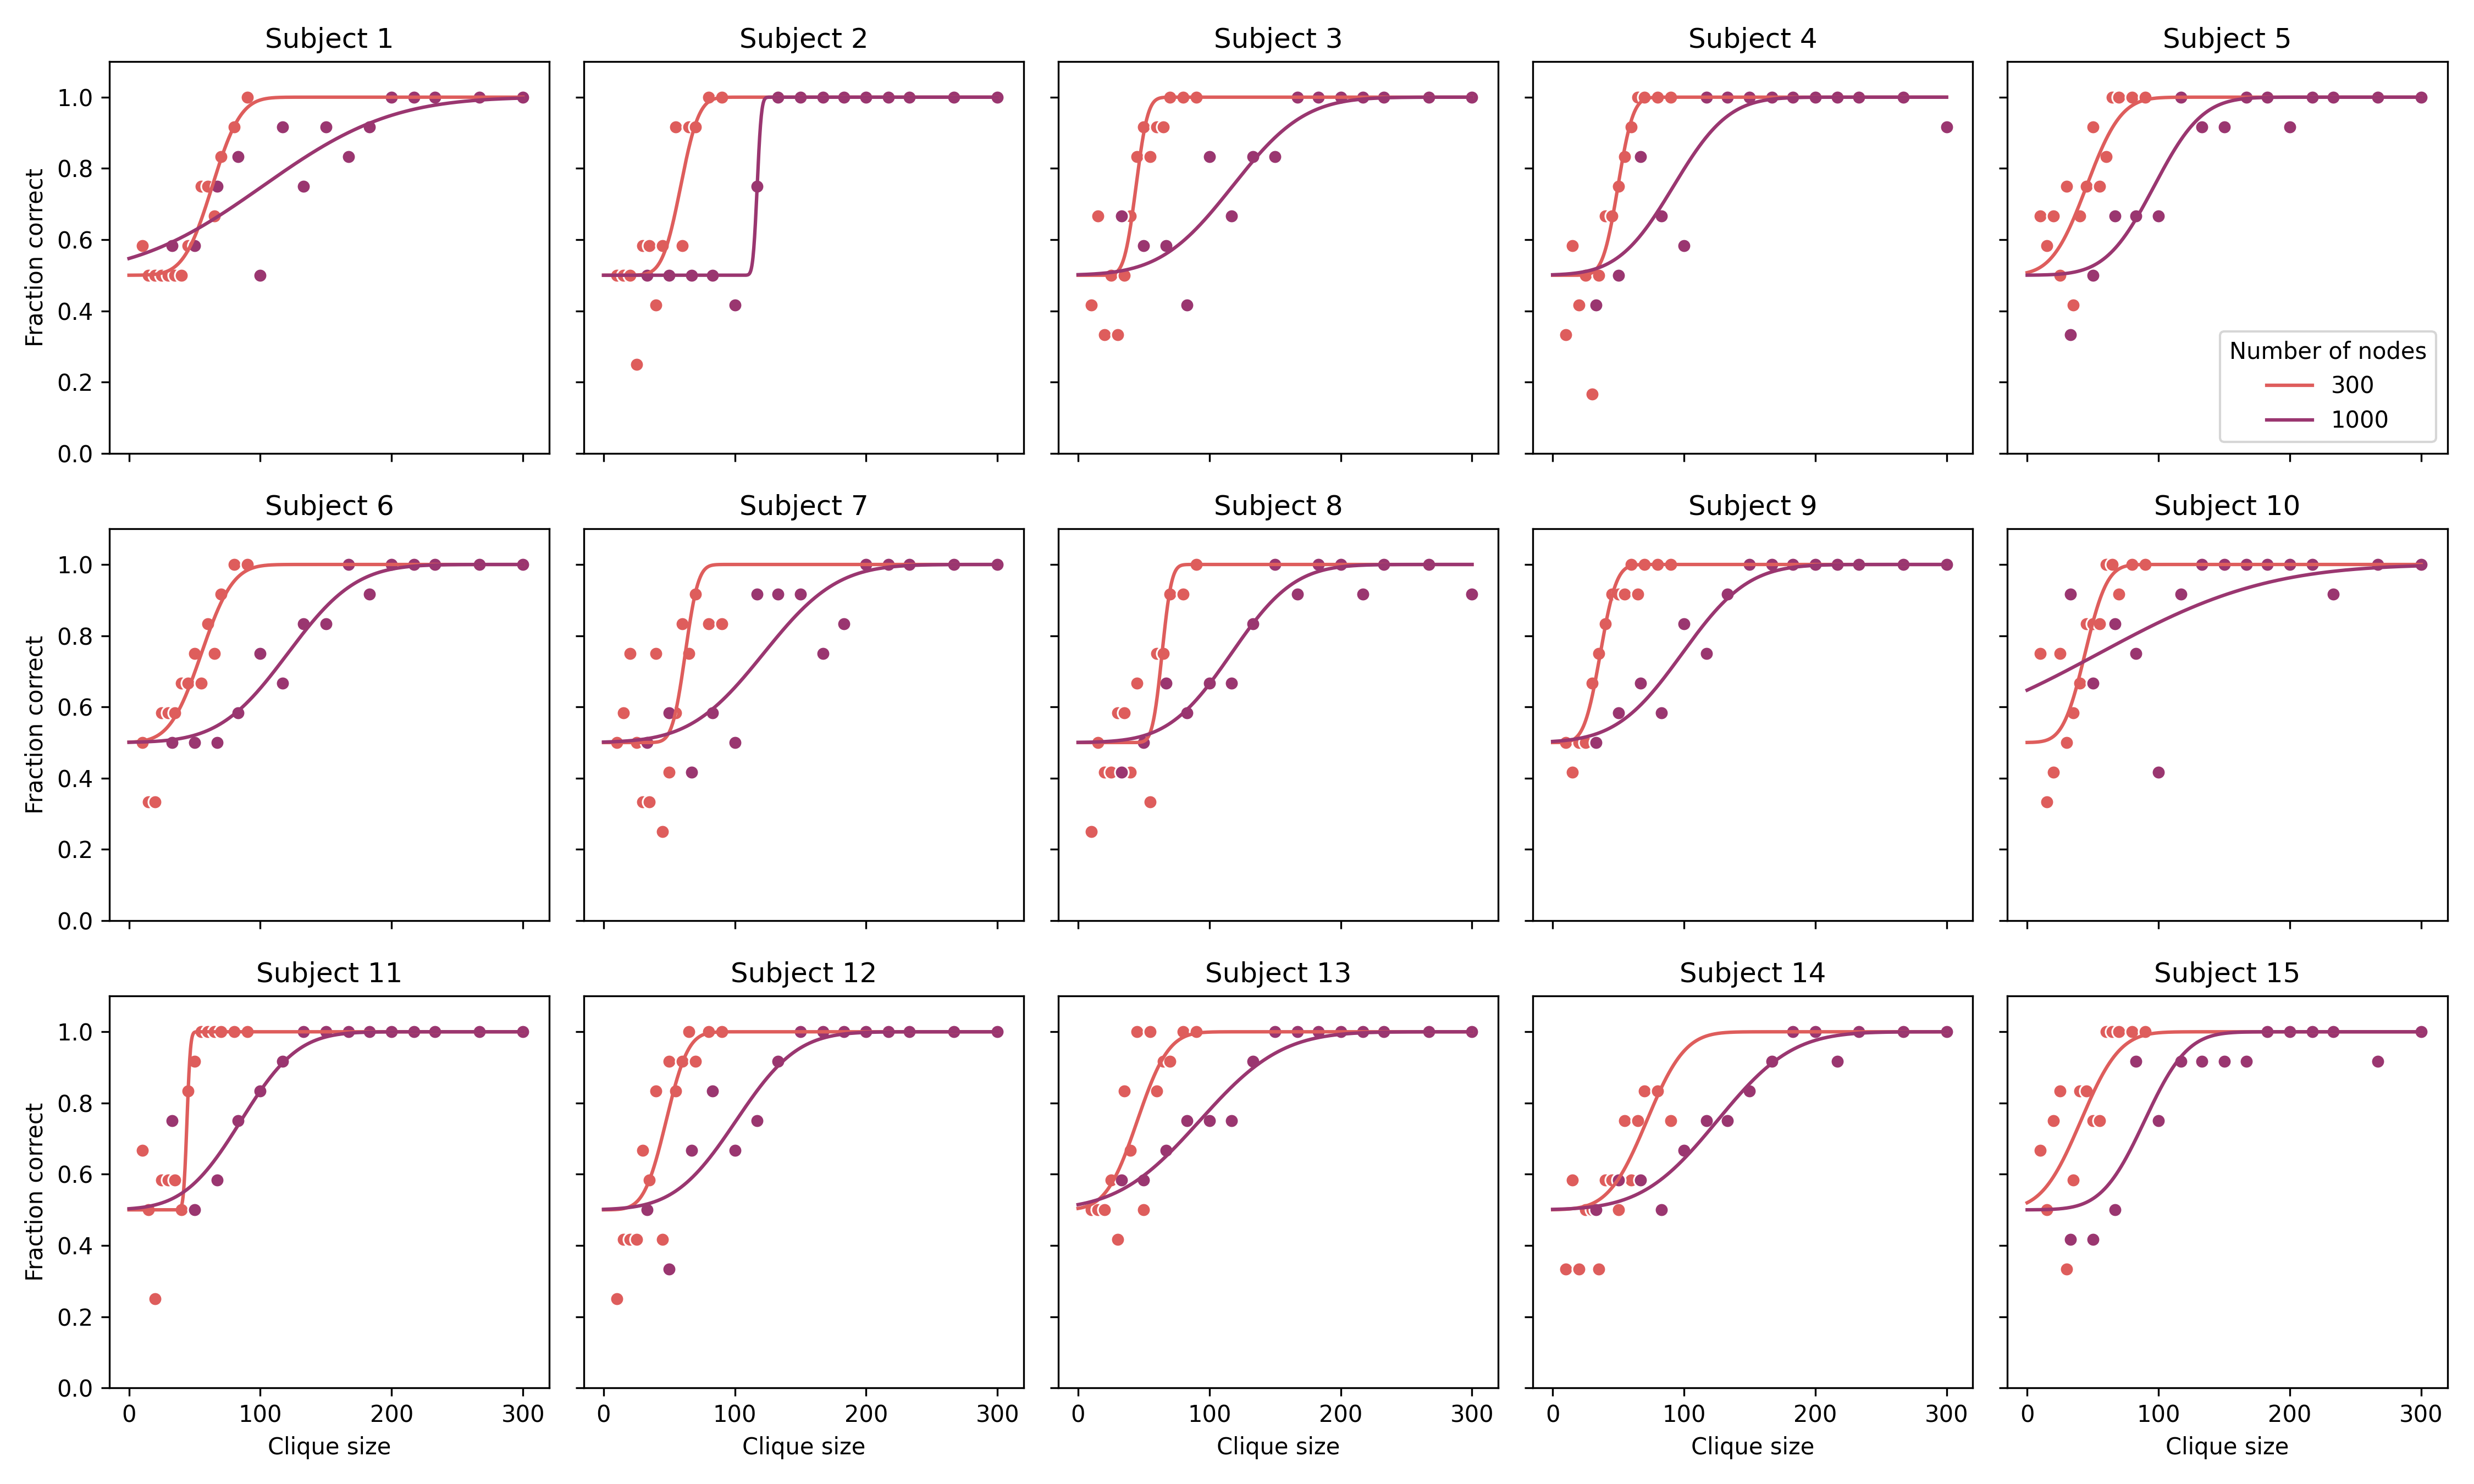 Subject 1
Subject 2
Subject 3
Subject 4
Subject 5
Fraction correct
1.0
0.8
0.6
0.4
0.2
0.0
Number of nodes
300
1000
Subject 6
Subject 7
Subject 8
Subject 9
Subject 10
Fraction correct
1.0
0.8
0.6
0.4
0.2
0.0
Subject 11
Subject 12
Subject 13
Subject 14
Subject 15
Fraction correct
1.0
0.8
0.6
0.4
0.2
0.0
0 100 200 300
0 100 200 300
0 100 200 300
0 100 200 300
0 100 200 300
Clique size
Clique size
Clique size
Clique size
Clique size